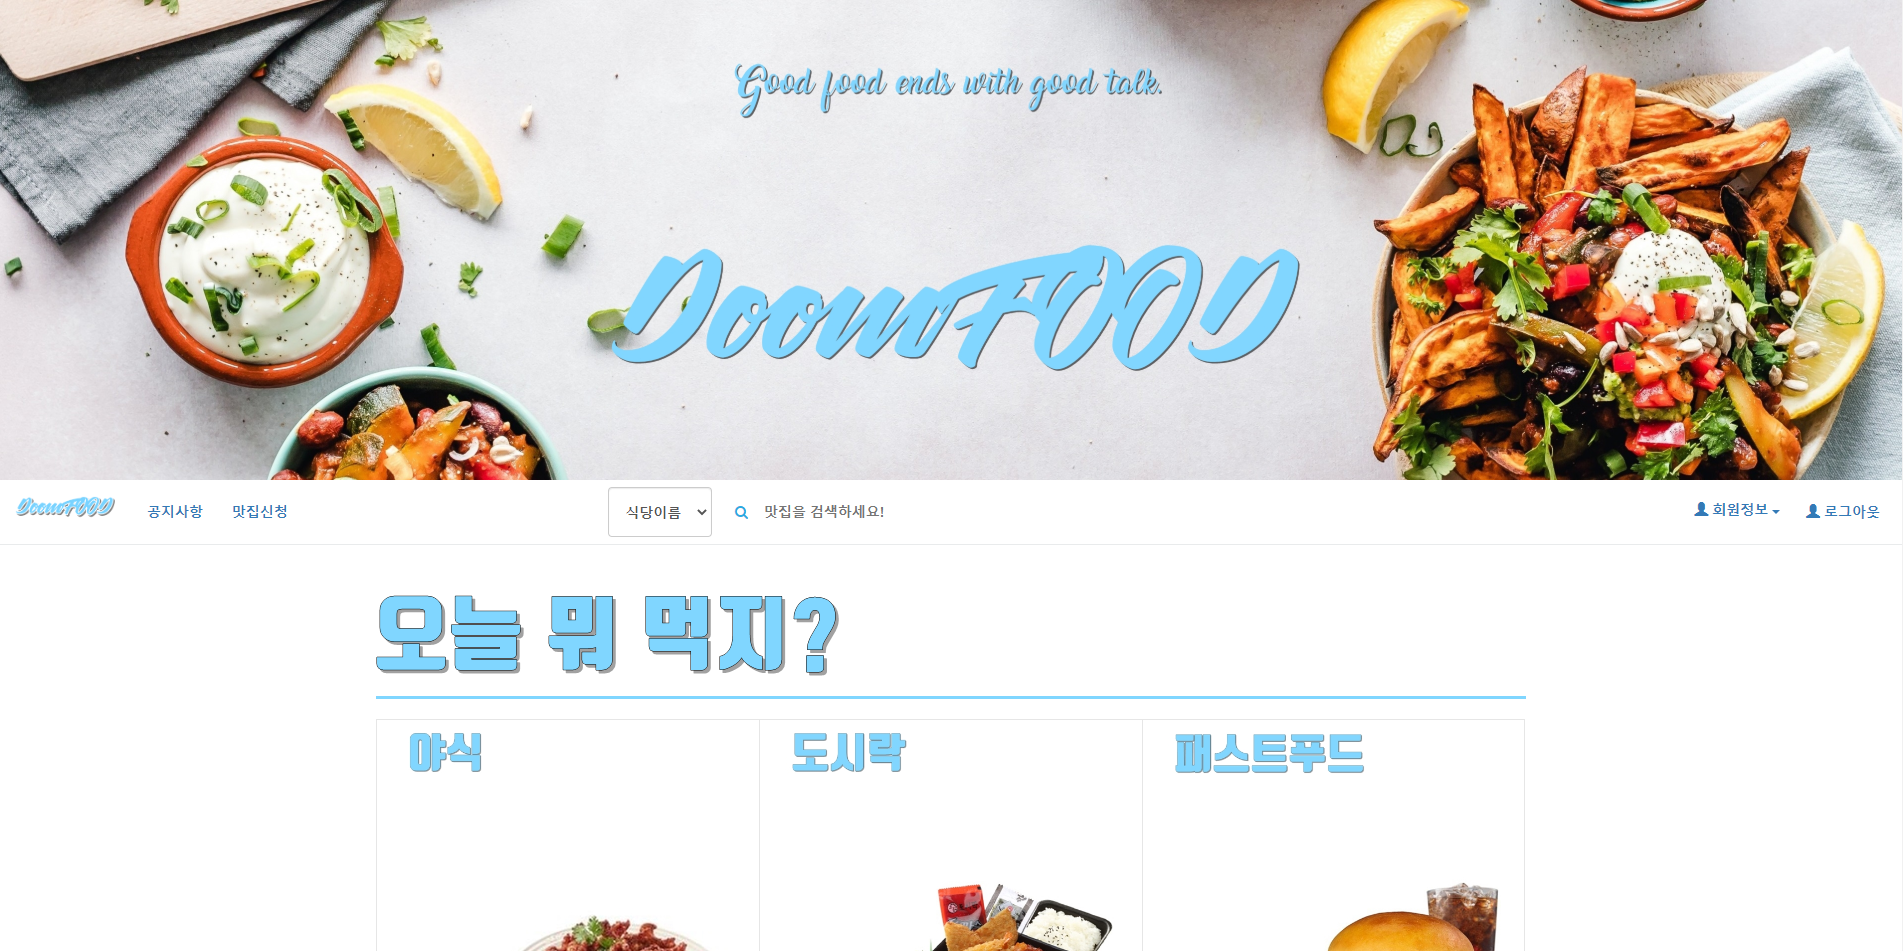 Good food ends with good talk.
DoomFOOD
DoomFOOD 공지사항 맛집신청 식당이름 맛집을 검색하세요! 회원정보 로그아웃
오늘 뭐 먹지?
야식 도시락 패스트푸드